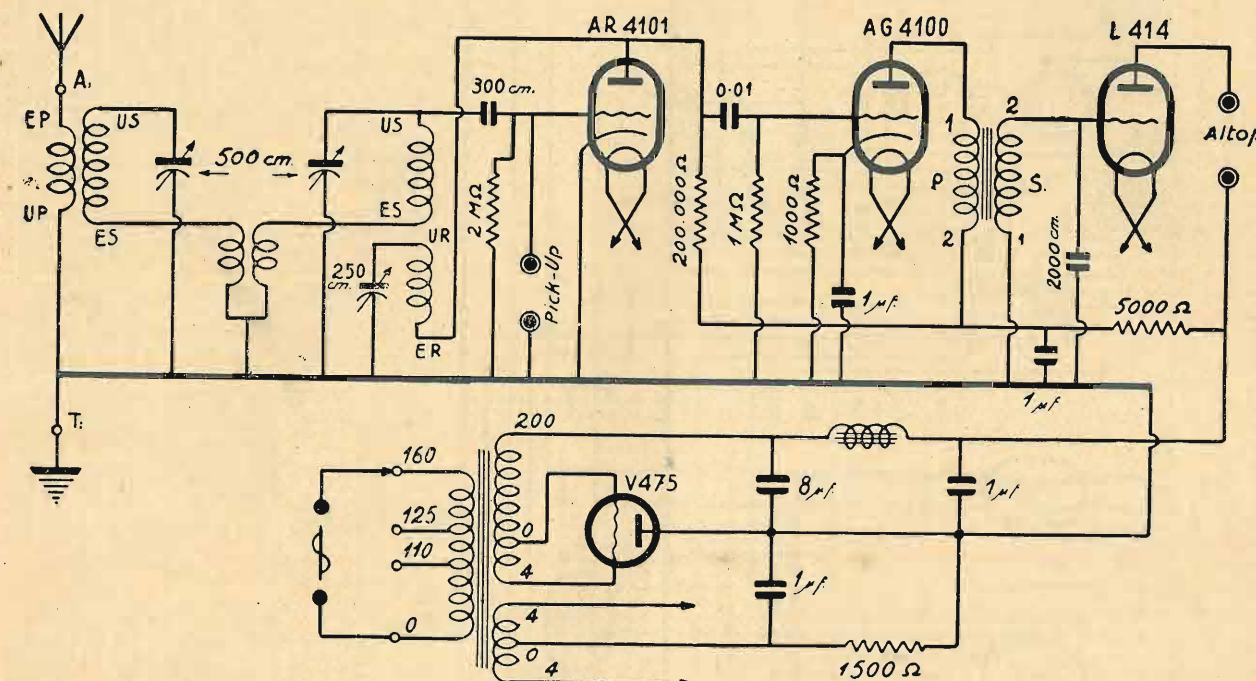 AR 4101
AG 4100
L 414
A.
300 cm.
EP
US
500 cm.
US
0.01
1
2
Altop
UP
ES
ES
2 MΩ
200.000 Ω
1 MΩ
1000 Ω
P
S.
UR
250 cm.
Pick-Up
1 μf.
2
1
2000 cm.
5000 Ω
ER
1 μf
T.
200
160
V475
8 μf.
1 μf.
125
0
110
4
1 μf.
4
0
0
4
1500 Ω